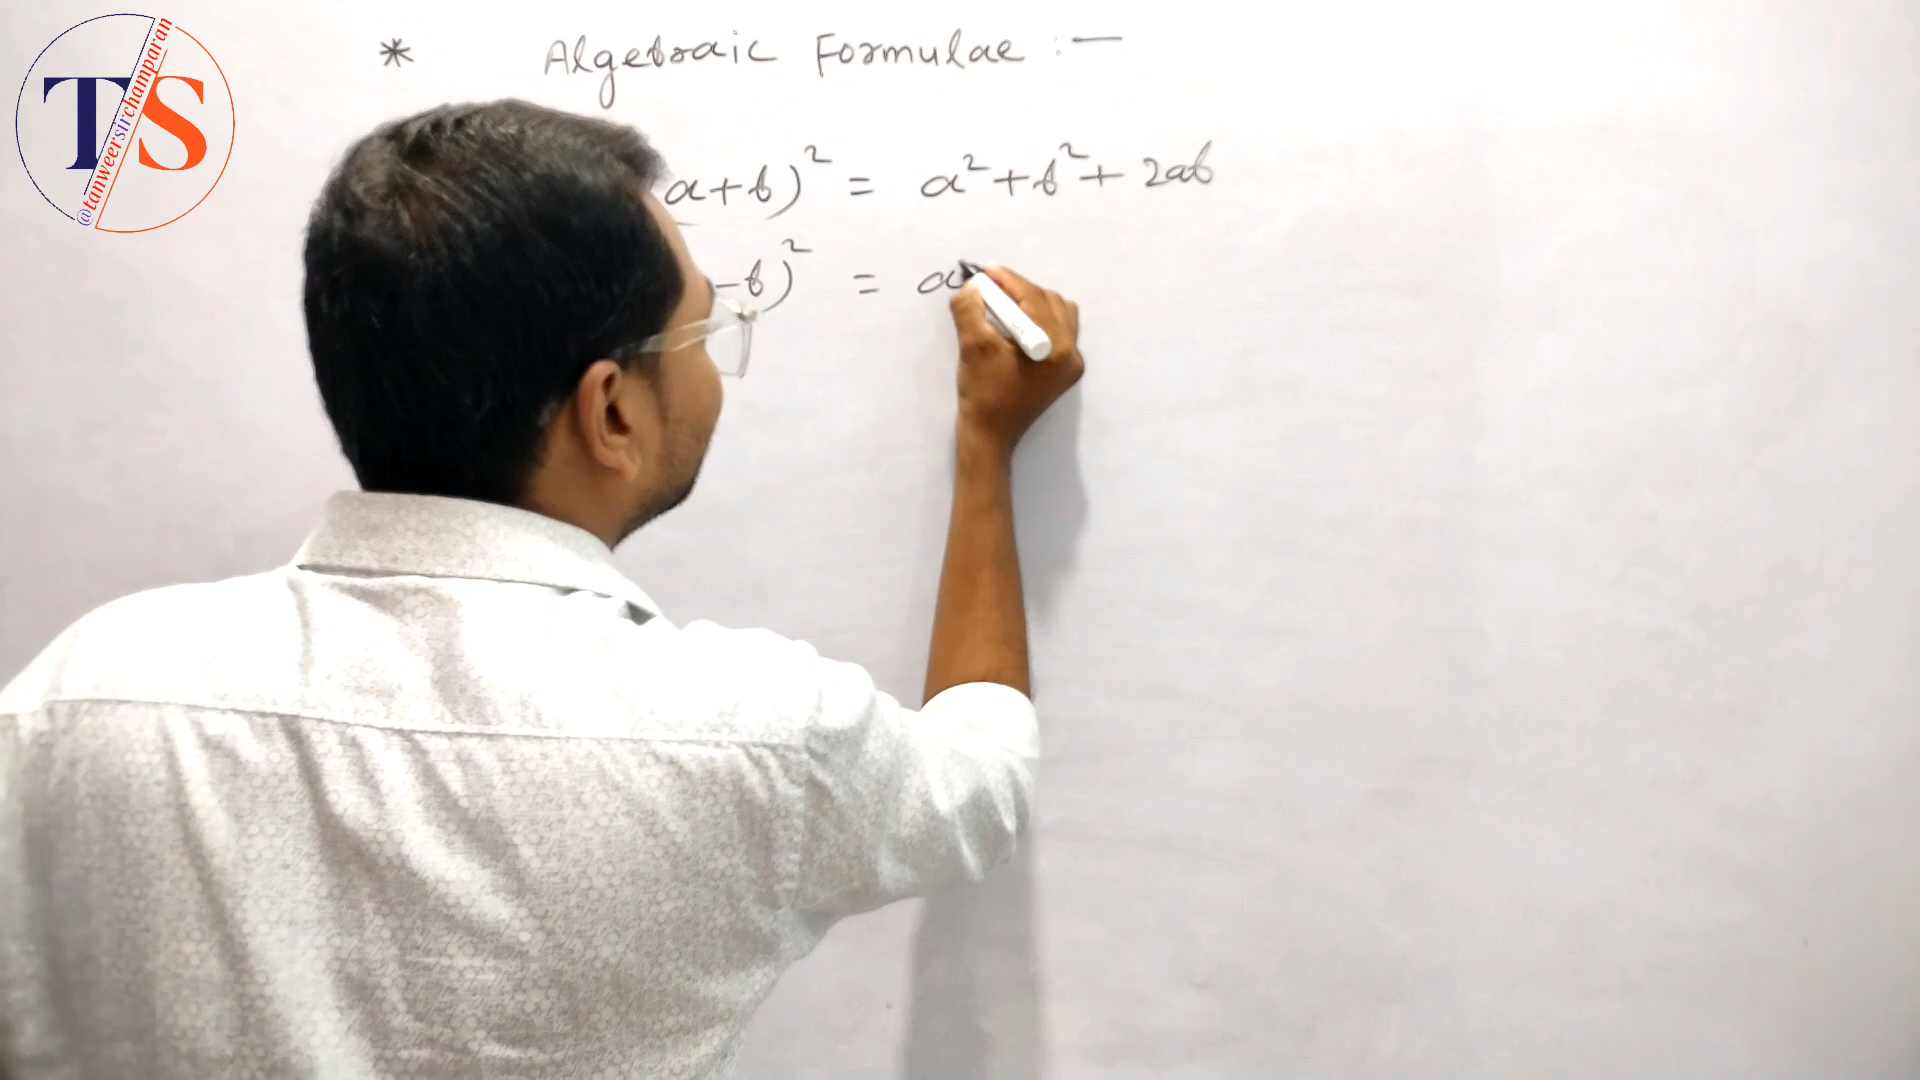 TS
@tanweersirchamparan
* Algebraic Formulae :—
a+b)² = a²+b²+2ab
-b)² = a